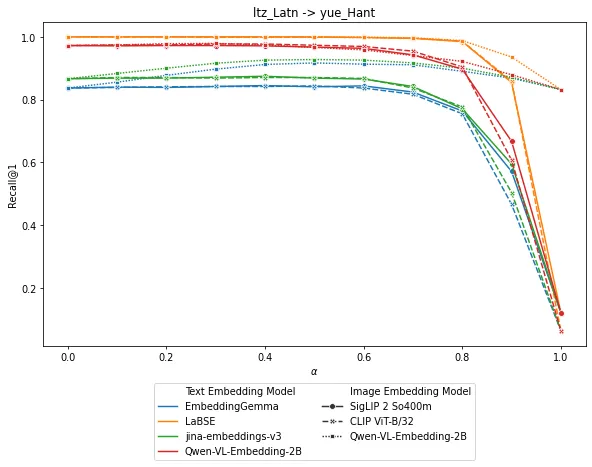 ltz_Latn -> yue_Hant
Recall@1
1.0
0.8
0.6
0.4
0.2
0.0
0.2
0.4
0.6
0.8
1.0
α
Text Embedding Model
EmbeddingGemma
LaBSE
jina-embeddings-v3
Qwen-VL-Embedding-2B
Image Embedding Model
SigLIP 2 So400m
CLIP ViT-B/32
Qwen-VL-Embedding-2B